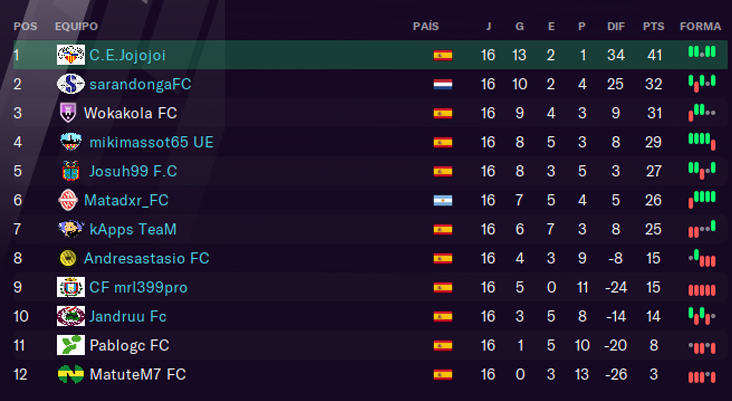 POS EQUIPO PAÍS J G E P DIF PTS FORMA
1 C.E.Jojojoi 16 13 2 1 34 41
2 sarandongaFC 16 10 2 4 25 32
3 Wokakola FC 16 9 4 3 9 31
4 mikimassot65 UE 16 8 5 3 8 29
5 Josuh99 F.C 16 8 3 5 3 27
6 Matadxr_FC 16 7 5 4 5 26
7 kApps TeaM 16 6 7 3 8 25
8 Andresastasio FC 16 4 3 9 -8 15
9 CF mrl399pro 16 5 0 11 -24 15
10 Jandruu Fc 16 3 5 8 -14 14
11 Pablogc FC 16 1 5 10 -20 8
12 MatuteM7 FC 16 0 3 13 -26 3